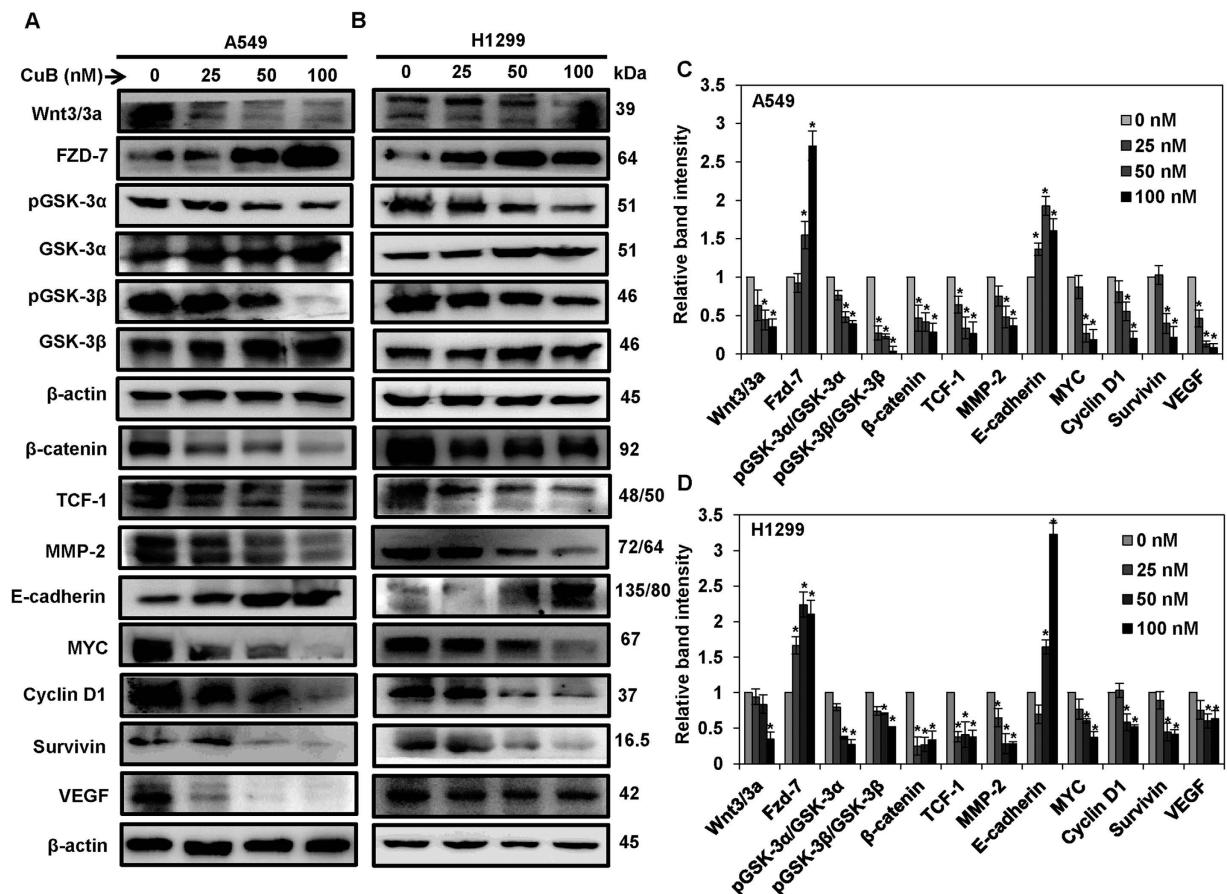 A
B
A549
H1299
CuB (nM)
0 25 50 100
0 25 50 100
kDa
Wnt3/3a
39
FZD-7
64
pGSK-3α
51
GSK-3α
51
pGSK-3β
46
GSK-3β
46
β-actin
45
β-catenin
92
TCF-1
48/50
MMP-2
72/64
E-cadherin
135/80
MYC
67
Cyclin D1
37
Survivin
16.5
VEGF
42
β-actin
45
C
A549
Relative band intensity
3.5
3
2.5
2
1.5
1
0.5
0
0 nM
25 nM
50 nM
100 nM
Wnt3/3a
Fzd-7
pGSK-3α/GSK-3α
pGSK-3β/GSK-3β
β-catenin
TCF-1
MMP-2
E-cadherin
MYC
Cyclin D1
Survivin
VEGF
D
H1299
Relative band intensity
3.5
3
2.5
2
1.5
1
0.5
0
0 nM
25 nM
50 nM
100 nM
Wnt3/3a
Fzd-7
pGSK-3α/GSK-3α
pGSK-3β/GSK-3β
β-catenin
TCF-1
MMP-2
E-cadherin
MYC
Cyclin D1
Survivin
VEGF